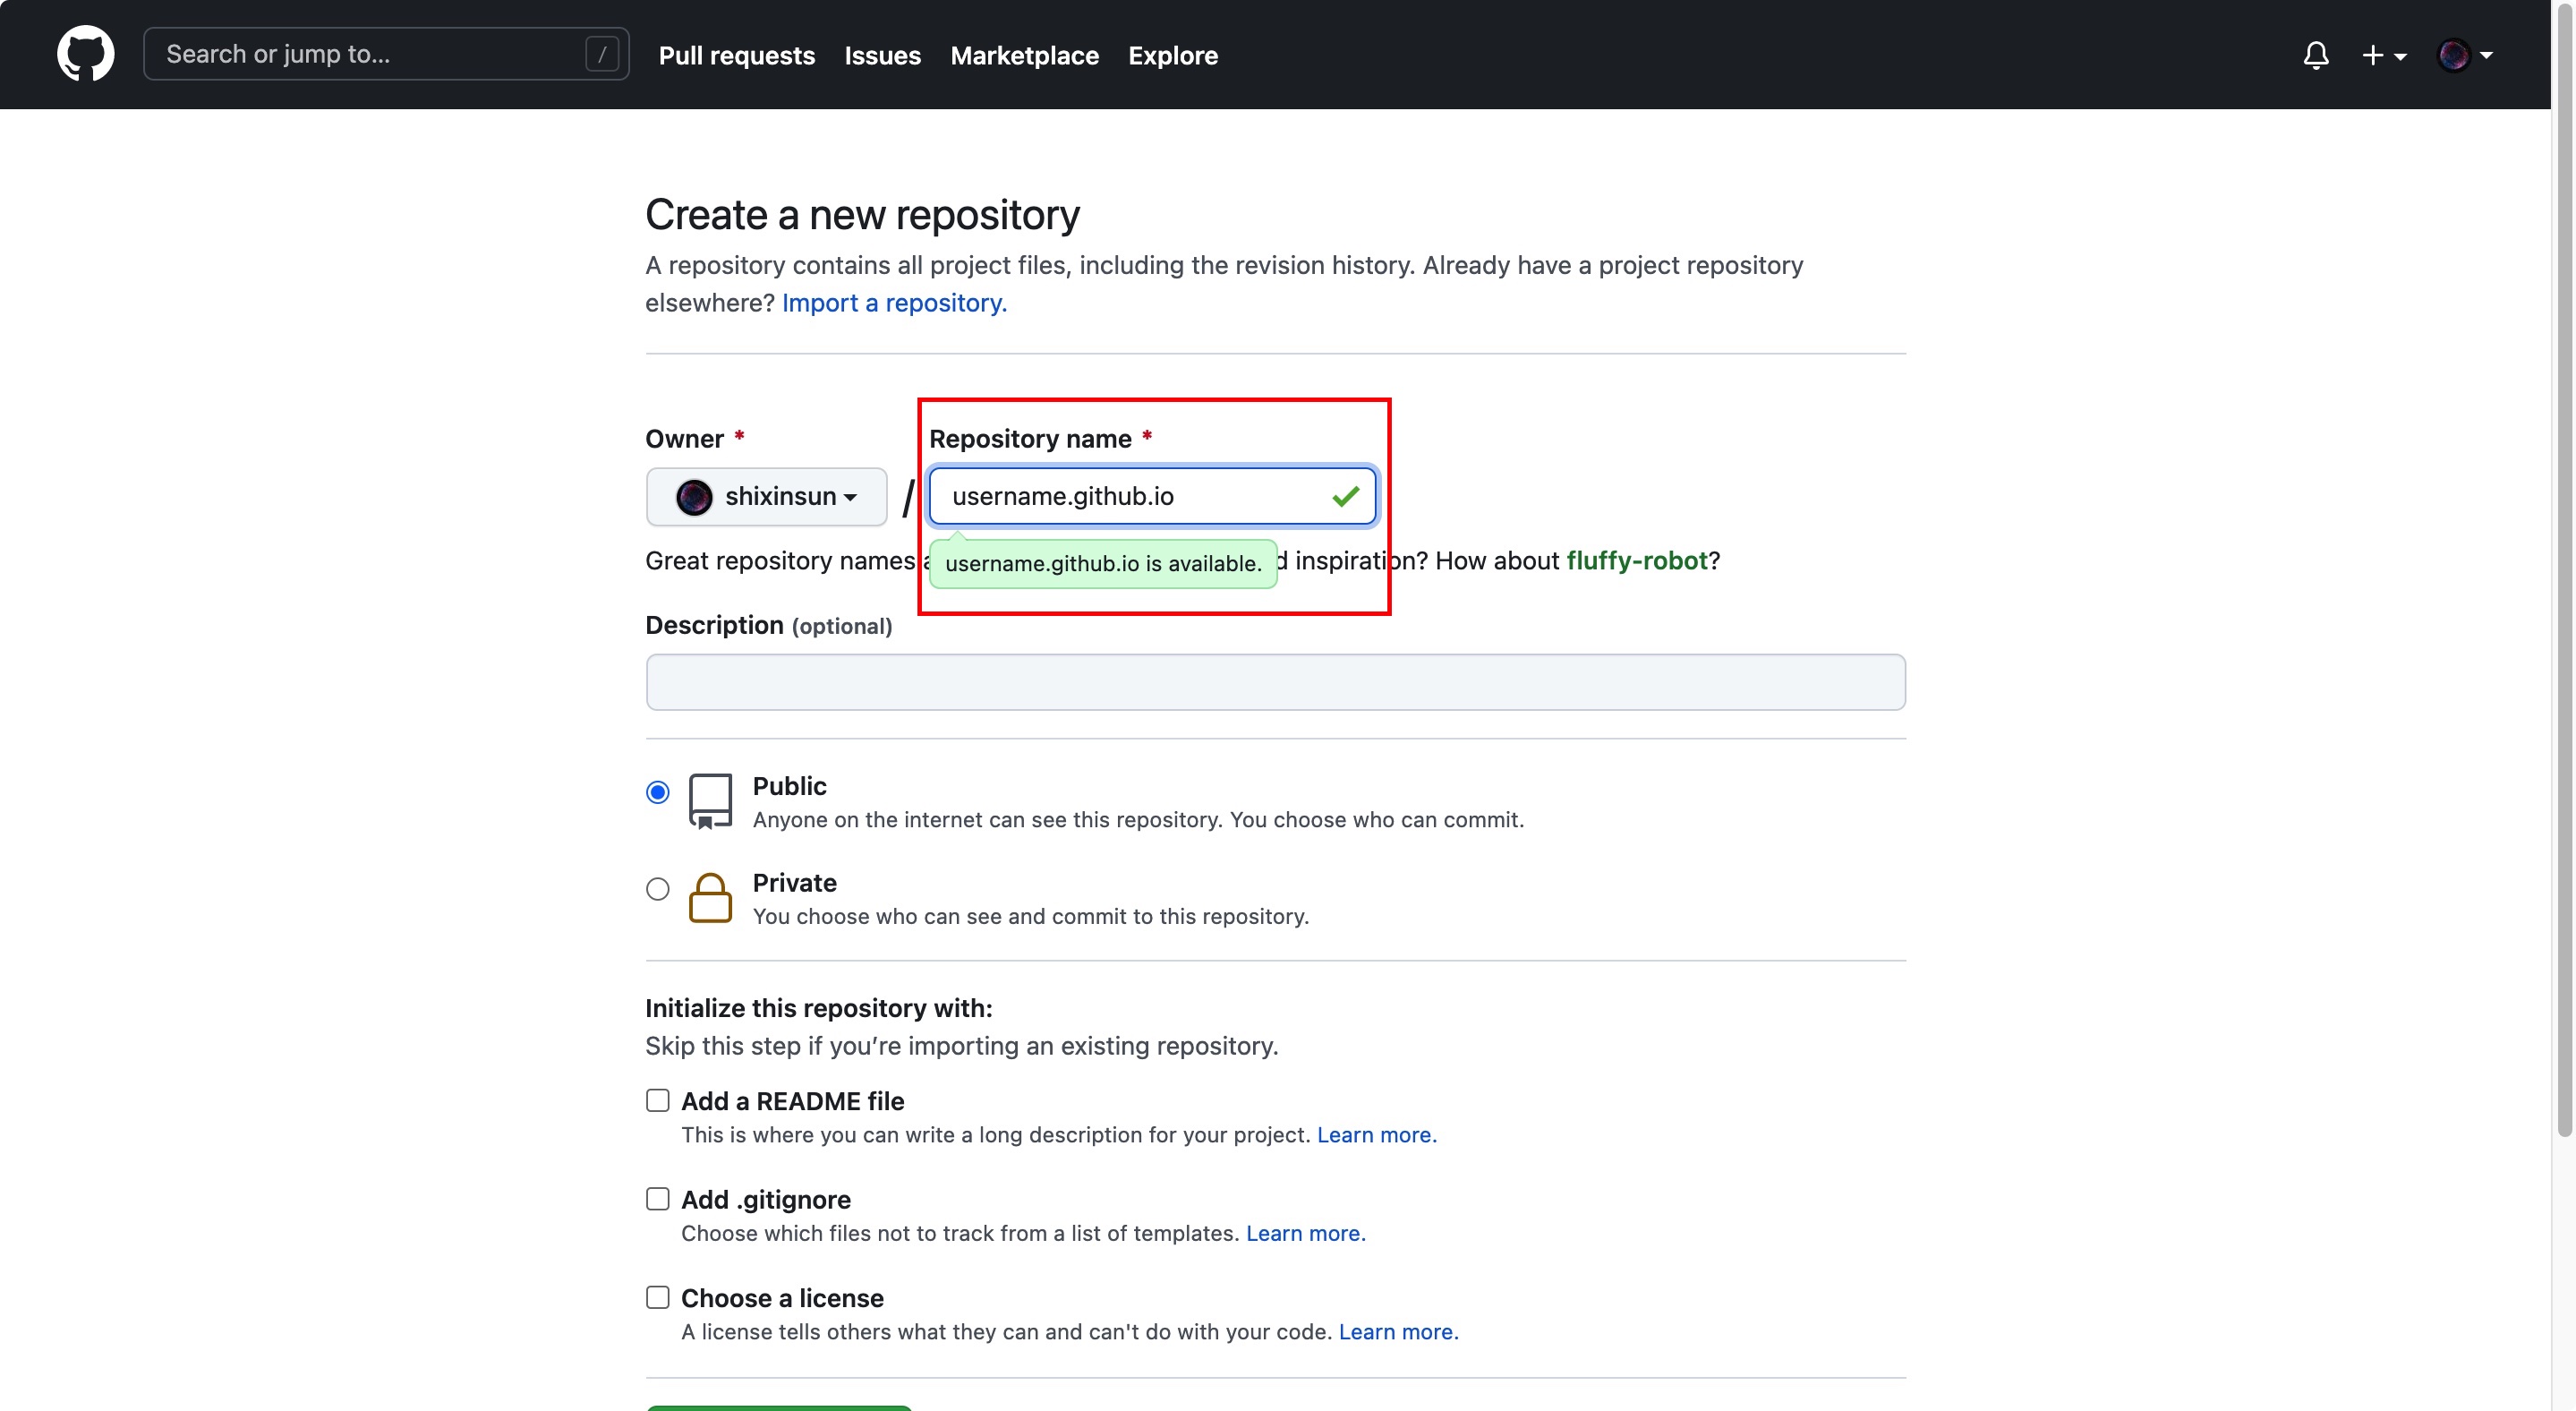 Search or jump to... /
Pull requests Issues Marketplace Explore
Create a new repository
A repository contains all project files, including the revision history. Already have a project repository
elsewhere? Import a repository.
Owner * Repository name *
shixinsun / username.github.io
Great repository names d inspiration? How about fluffy-robot?
username.github.io is available.
Description (optional)
Public
Anyone on the internet can see this repository. You choose who can commit.
Private
You choose who can see and commit to this repository.
Initialize this repository with:
Skip this step if you’re importing an existing repository.
Add a README file
This is where you can write a long description for your project. Learn more.
Add .gitignore
Choose which files not to track from a list of templates. Learn more.
Choose a license
A license tells others what they can and can't do with your code. Learn more.